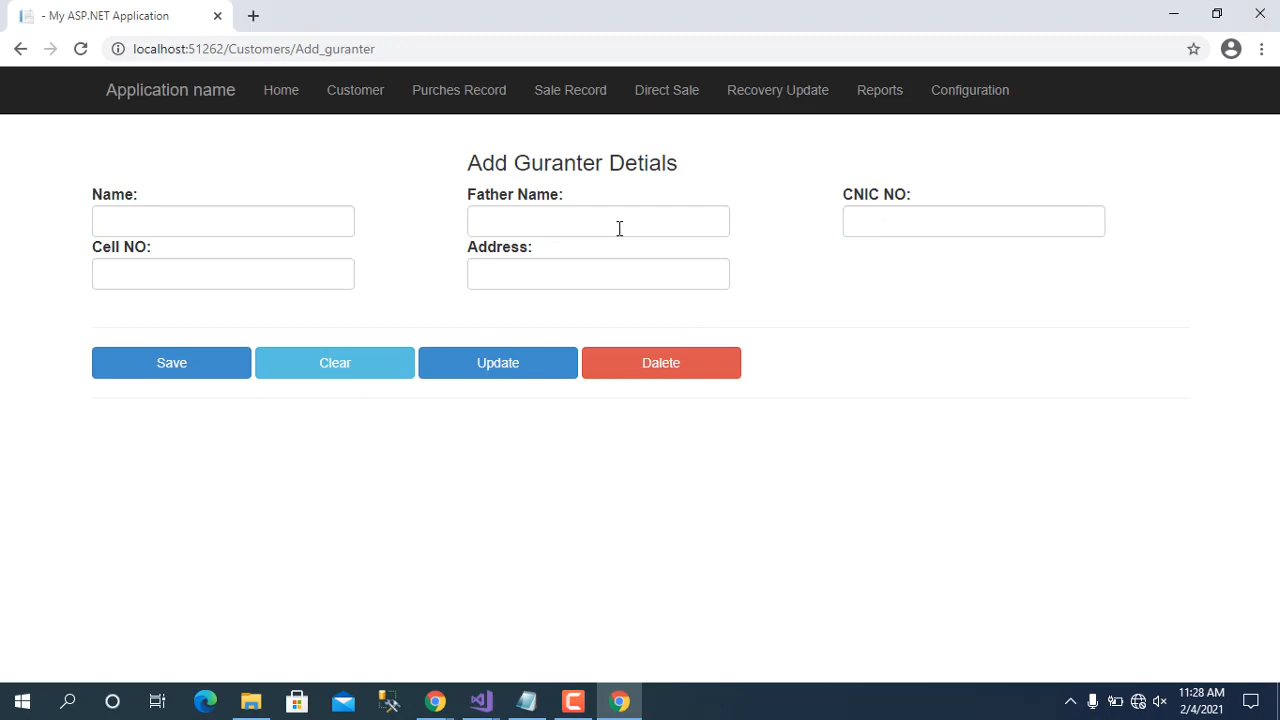 - My ASP.NET Application
localhost:51262/Customers/Add_guranter
Application name Home Customer Purches Record Sale Record Direct Sale Recovery Update Reports Configuration
Add Guranter Detials
Name: Father Name: CNIC NO:
Cell NO: Address:
Save Clear Update Dalete
11:28 AM
2/4/2021